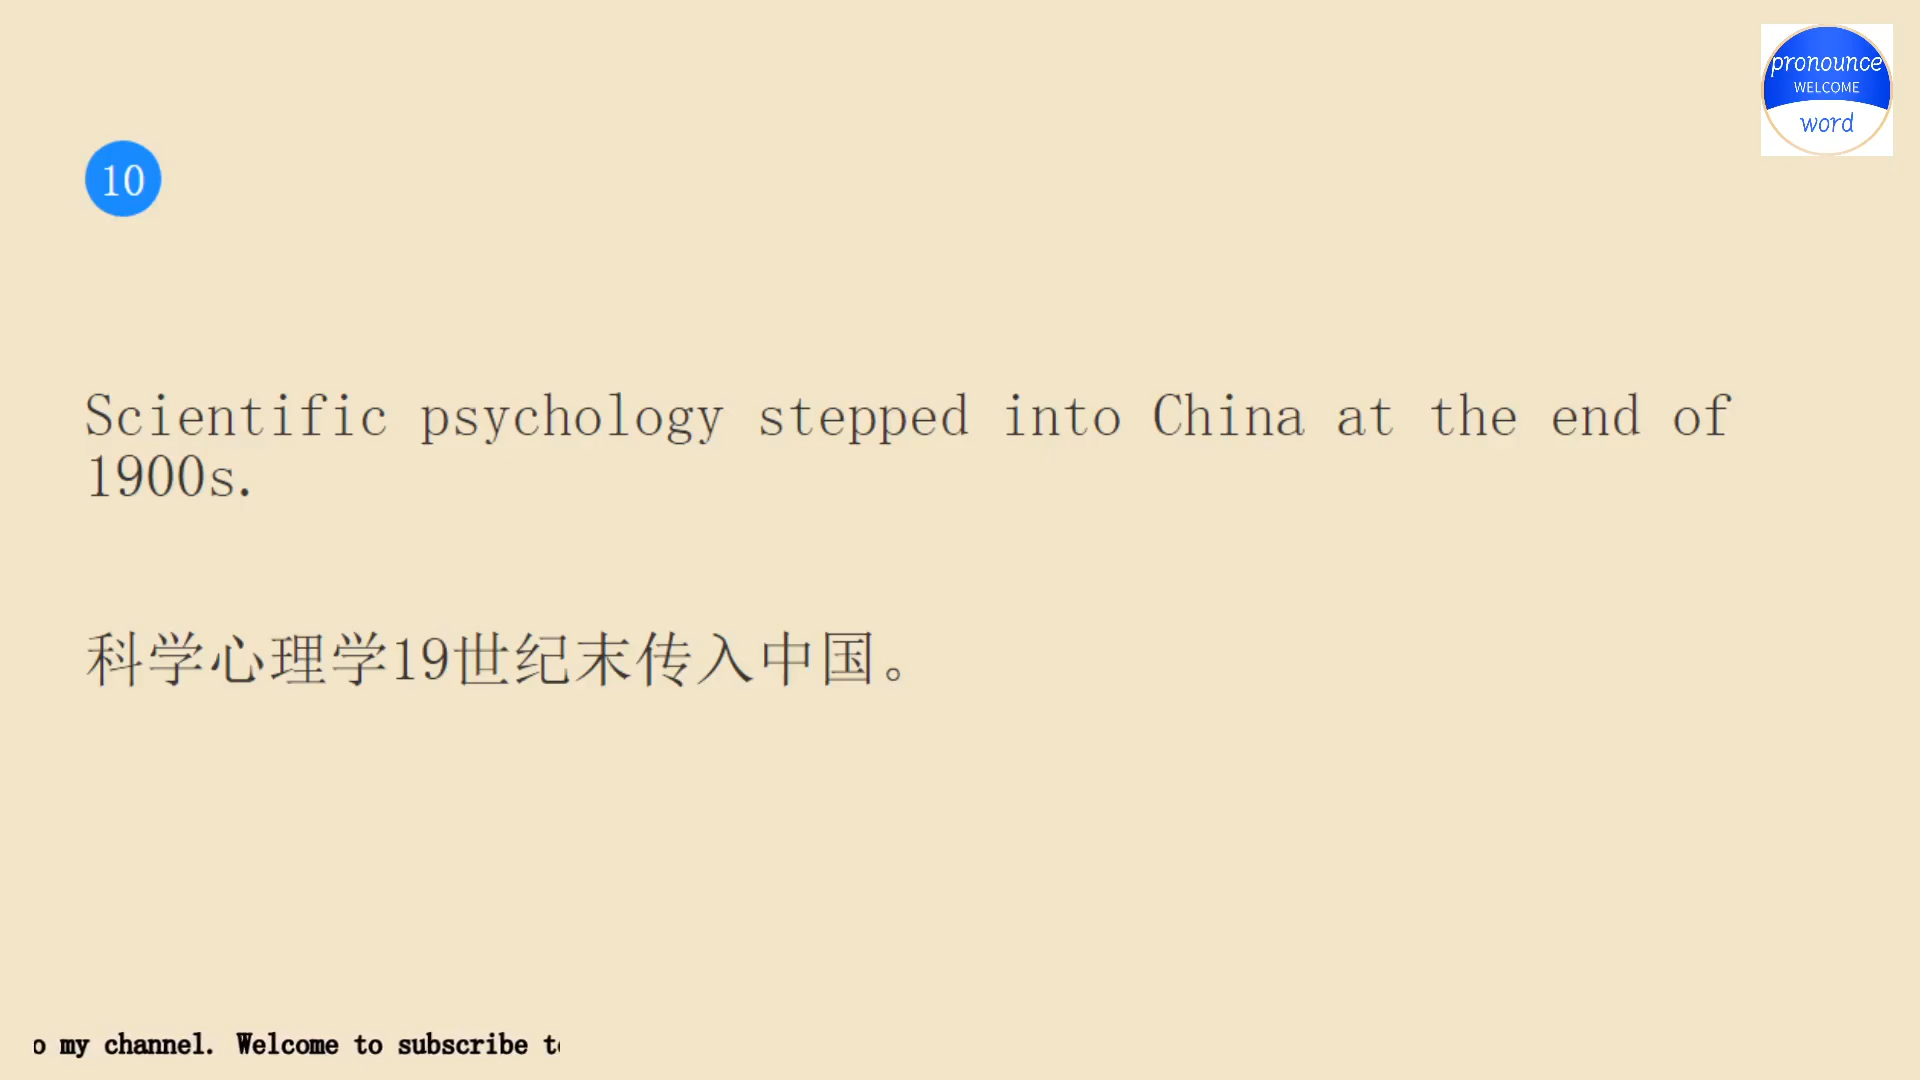 pronounce
WELCOME
word
10
Scientific psychology stepped into China at the end of
1900s.
科学心理学19世纪末传入中国。
o my channel. Welcome to subscribe t